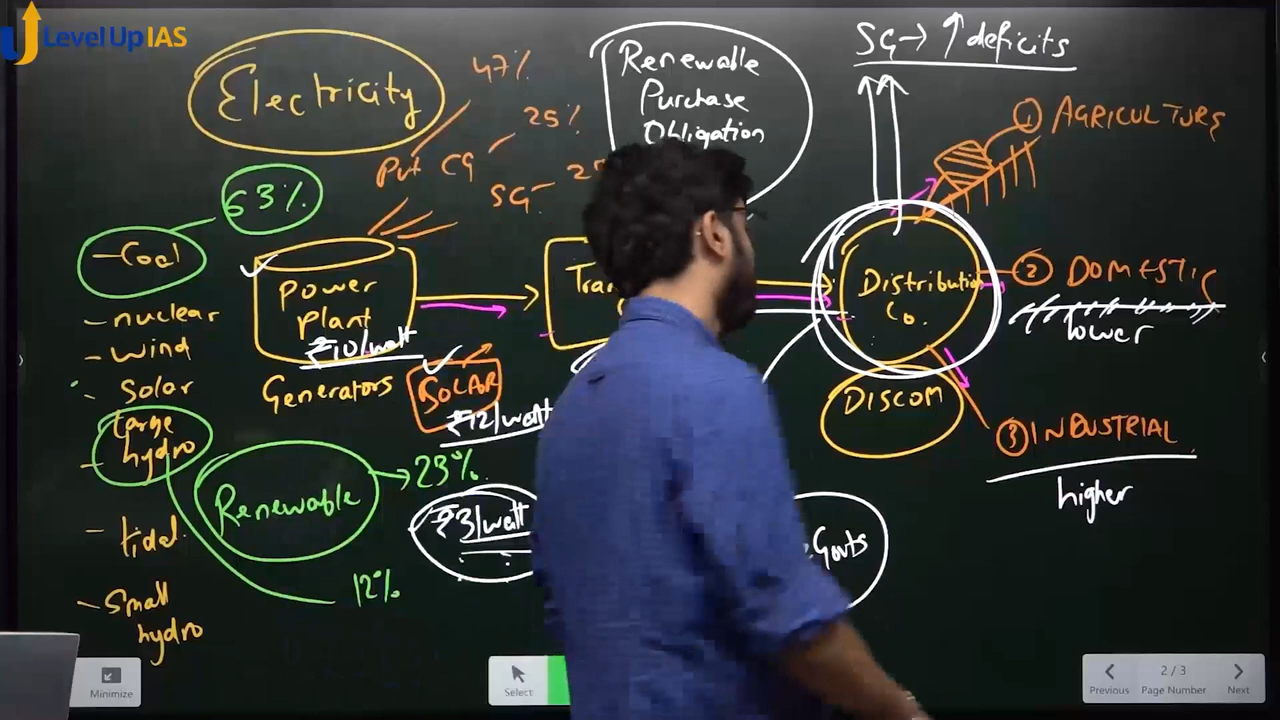 Level Up IAS
Electricity
47%
25%
Pvt CG
SG
63%
Renewable
Purchase
Obligation
SG → ↑ deficits
① AGRICULTURE
- Coal
- nuclear
- wind
- Solar
large
- hydro
- tidal
- Small
hydro
Power
plant
₹10/watt
Generators
SOLAR
₹12/watt
Renewable
→ 23%
12%
₹3/watt
Distribution
Co.
DISCOM
② DOMESTIC
lower
③ INDUSTRIAL
higher
Govts
Minimize
Select
Previous
2 / 3
Page Number
Next